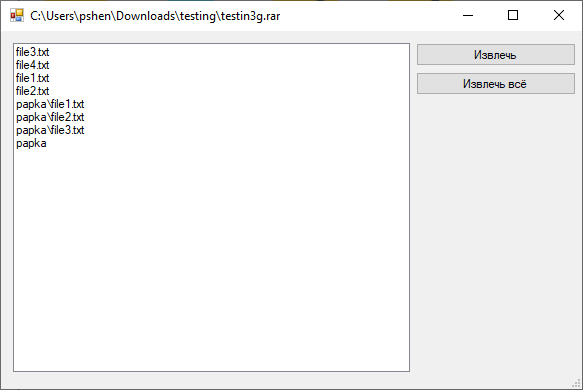 C:\Users\pshen\Downloads\testing\testin3g.rar
file3.txt
file4.txt
file1.txt
file2.txt
papka\file1.txt
papka\file2.txt
papka\file3.txt
papka
Извлечь
Извлечь всё